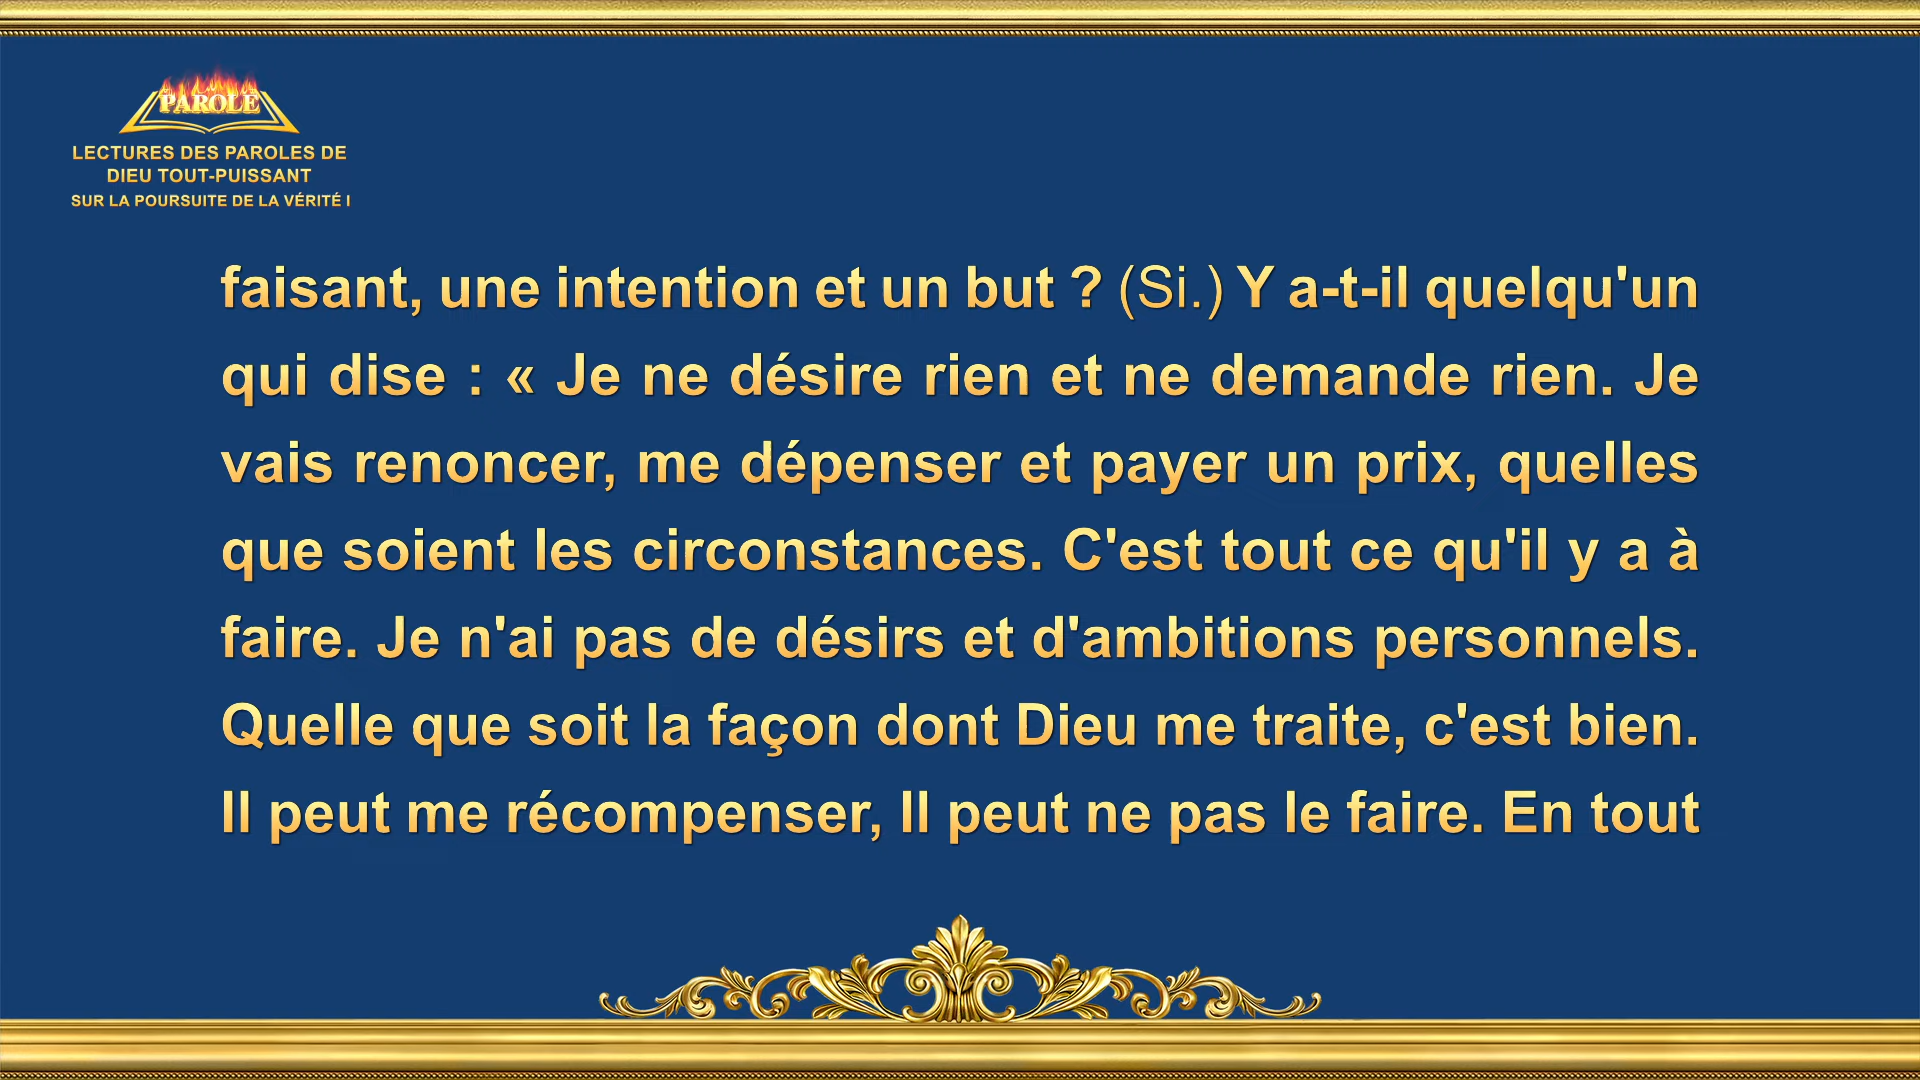 PAROLE
LECTURES DES PAROLES DE
DIEU TOUT-PUISSANT
SUR LA POURSUITE DE LA VÉRITÉ I
faisant, une intention et un but ? (Si.) Y a-t-il quelqu'un
qui dise : « Je ne désire rien et ne demande rien. Je
vais renoncer, me dépenser et payer un prix, quelles
que soient les circonstances. C'est tout ce qu'il y a à
faire. Je n'ai pas de désirs et d'ambitions personnels.
Quelle que soit la façon dont Dieu me traite, c'est bien.
Il peut me récompenser, Il peut ne pas le faire. En tout